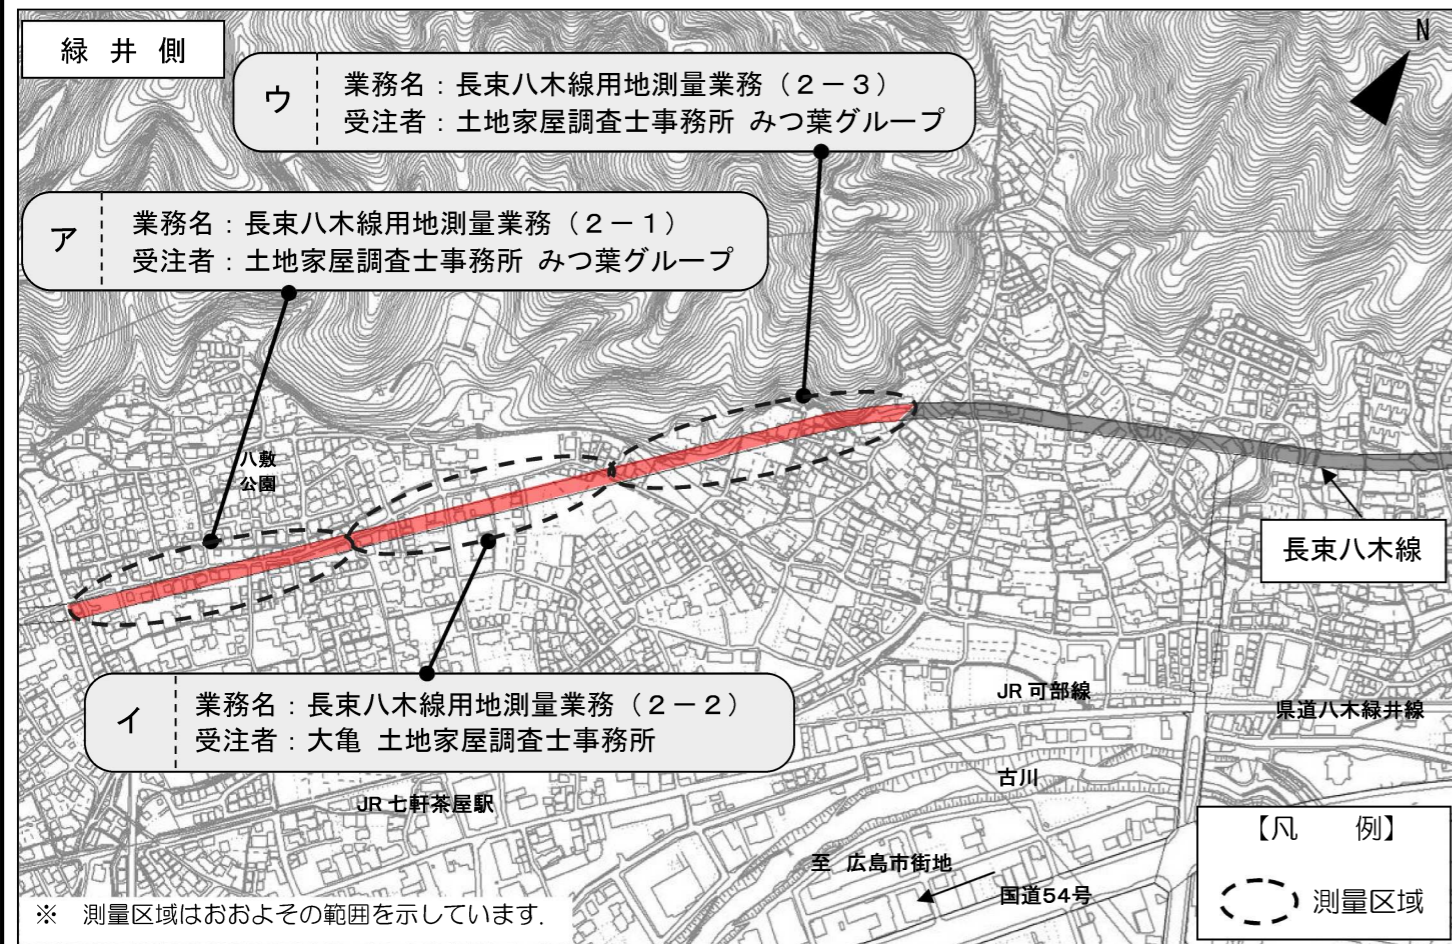 緑 井 側
N
ウ
業務名：長束八木線用地測量業務（２－３）
受注者：土地家屋調査士事務所 みつ葉グループ
ア
業務名：長束八木線用地測量業務（２－１）
受注者：土地家屋調査士事務所 みつ葉グループ
八敷
公園
長束八木線
イ
業務名：長束八木線用地測量業務（２－２）
受注者：大亀 土地家屋調査士事務所
JR 可部線
県道八木緑井線
古川
JR 七軒茶屋駅
至 広島市街地
国道54号
【凡　例】
測量区域
※　測量区域はおおよその範囲を示しています.